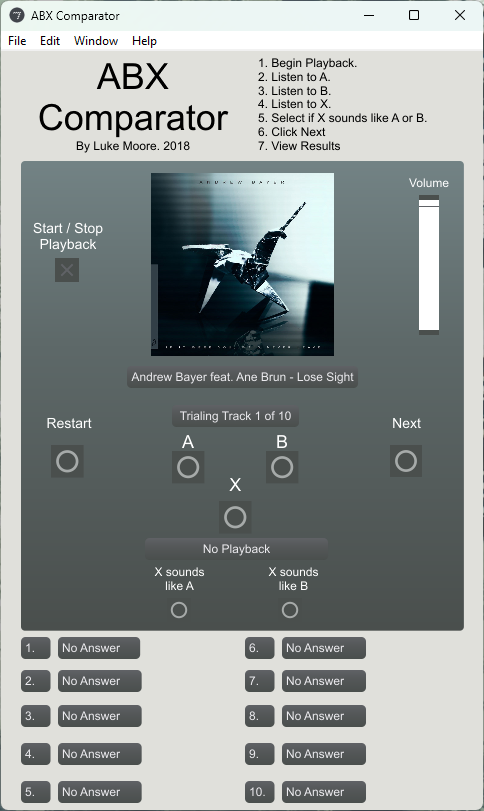 ABX Comparator
File Edit Window Help
ABX
Comparator
By Luke Moore. 2018
1. Begin Playback.
2. Listen to A.
3. Listen to B.
4. Listen to X.
5. Select if X sounds like A or B.
6. Click Next
7. View Results
Start / Stop
Playback
ANDREW BAYER
Volume
Andrew Bayer feat. Ane Brun - Lose Sight
Trialing Track 1 of 10
Restart
Next
A
B
X
No Playback
X sounds
like A
X sounds
like B
1. No Answer
2. No Answer
3. No Answer
4. No Answer
5. No Answer
6. No Answer
7. No Answer
8. No Answer
9. No Answer
10. No Answer